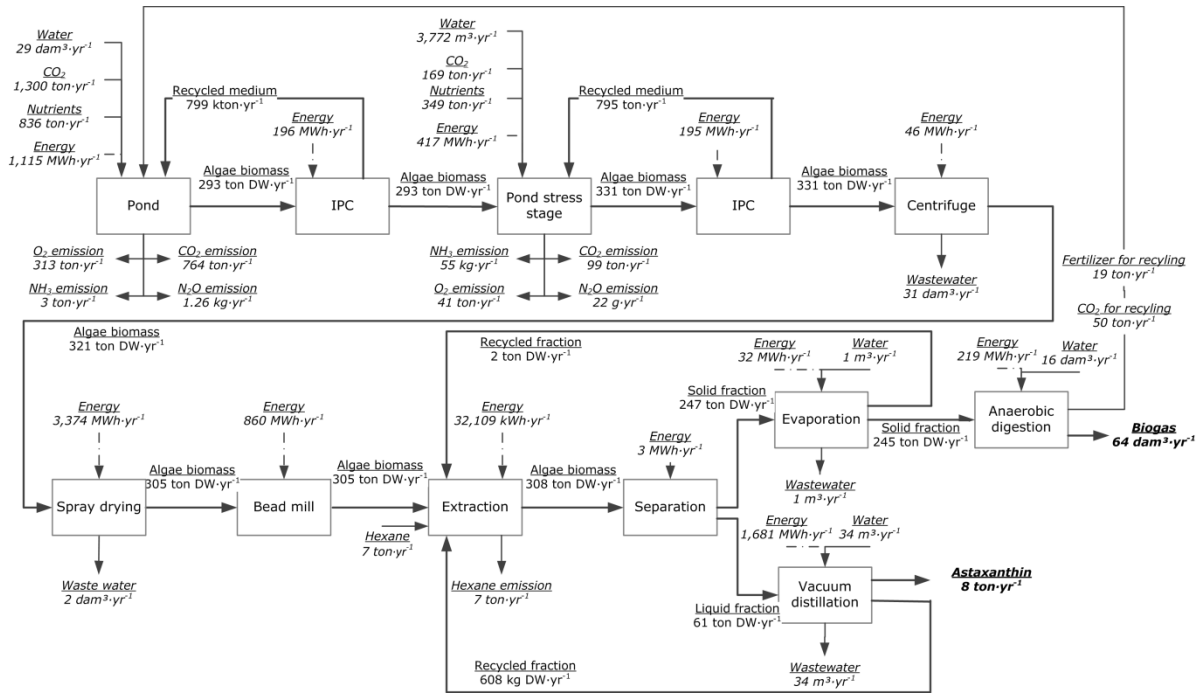 Water
29 dam³·yr⁻¹
CO₂
1,300 ton·yr⁻¹
Nutrients
836 ton·yr⁻¹
Energy
1,115 MWh·yr⁻¹
Recycled medium
799 kton·yr⁻¹
Energy
196 MWh·yr⁻¹
Water
3,772 m³·yr⁻¹
CO₂
169 ton·yr⁻¹
Nutrients
349 ton·yr⁻¹
Energy
417 MWh·yr⁻¹
Recycled medium
795 ton·yr⁻¹
Energy
195 MWh·yr⁻¹
Energy
46 MWh·yr⁻¹
Pond
Algae biomass
293 ton DW·yr⁻¹
IPC
Algae biomass
293 ton DW·yr⁻¹
Pond stress
stage
Algae biomass
331 ton DW·yr⁻¹
IPC
Algae biomass
331 ton DW·yr⁻¹
Centrifuge
O₂ emission
313 ton·yr⁻¹
CO₂ emission
764 ton·yr⁻¹
NH₃ emission
3 ton·yr⁻¹
N₂O emission
1.26 kg·yr⁻¹
NH₃ emission
55 kg·yr⁻¹
CO₂ emission
99 ton·yr⁻¹
O₂ emission
41 ton·yr⁻¹
N₂O emission
22 g·yr⁻¹
Wastewater
31 dam³·yr⁻¹
Fertilizer for recyling
19 ton·yr⁻¹
CO₂ for recyling
50 ton·yr⁻¹
Algae biomass
321 ton DW·yr⁻¹
Recycled fraction
2 ton DW·yr⁻¹
Energy
32 MWh·yr⁻¹
Water
1 m³·yr⁻¹
Energy
219 MWh·yr⁻¹
Water
16 dam³·yr⁻¹
Energy
3,374 MWh·yr⁻¹
Energy
860 MWh·yr⁻¹
Energy
32,109 kWh·yr⁻¹
Energy
3 MWh·yr⁻¹
Solid fraction
247 ton DW·yr⁻¹
Evaporation
Solid fraction
245 ton DW·yr⁻¹
Anaerobic
digestion
Biogas
64 dam³·yr⁻¹
Wastewater
1 m³·yr⁻¹
Spray drying
Algae biomass
305 ton DW·yr⁻¹
Bead mill
Algae biomass
305 ton DW·yr⁻¹
Extraction
Algae biomass
308 ton DW·yr⁻¹
Separation
Hexane
7 ton·yr⁻¹
Energy
1,681 MWh·yr⁻¹
Water
34 m³·yr⁻¹
Waste water
2 dam³·yr⁻¹
Hexane emission
7 ton·yr⁻¹
Liquid fraction
61 ton DW·yr⁻¹
Vacuum
distillation
Astaxanthin
8 ton·yr⁻¹
Recycled fraction
608 kg DW·yr⁻¹
Wastewater
34 m³·yr⁻¹